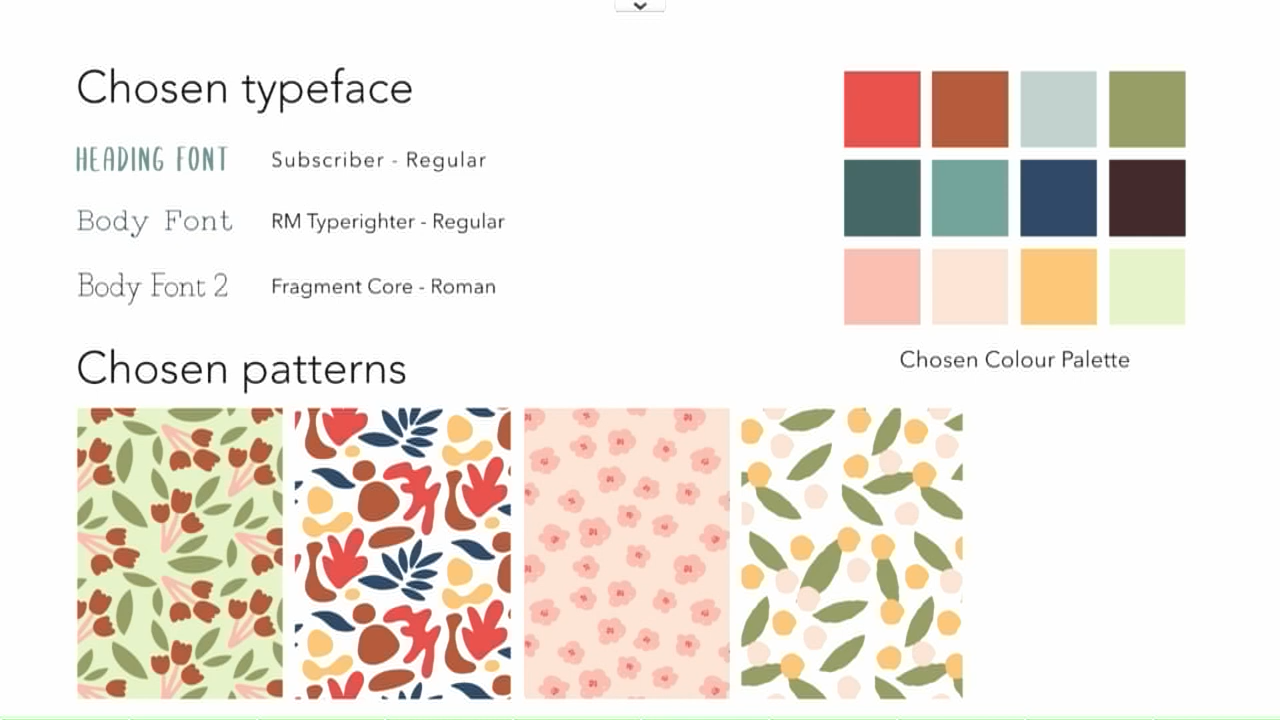 Chosen typeface
HEADING FONT
Subscriber - Regular
Body Font
RM Typerighter - Regular
Body Font 2
Fragment Core - Roman
Chosen Colour Palette
Chosen patterns